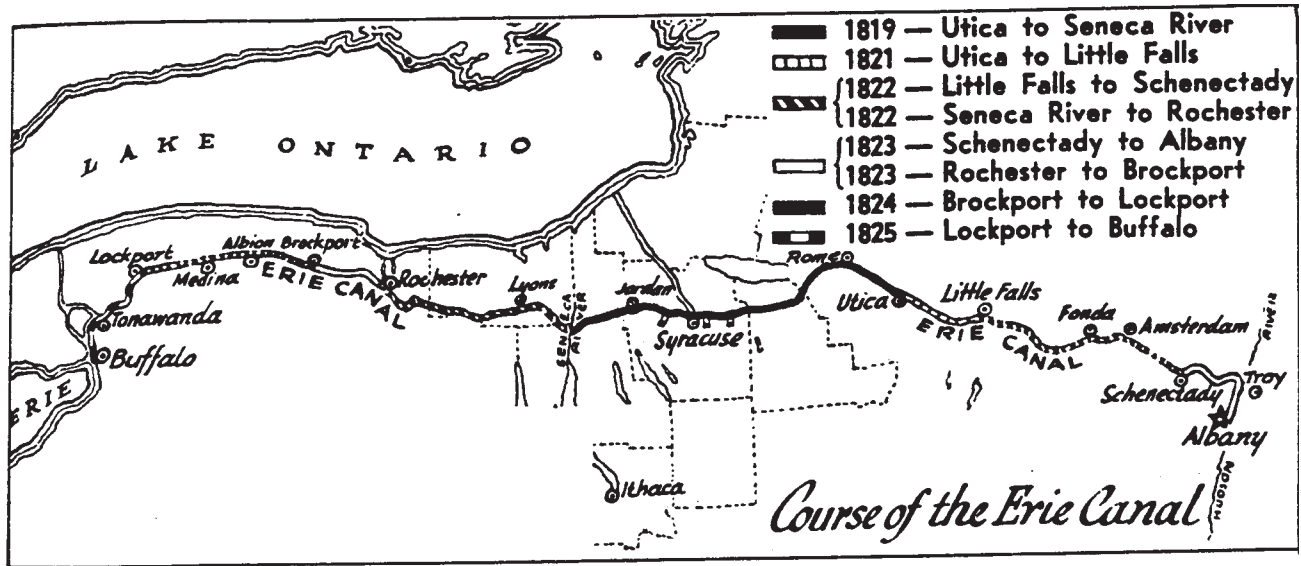 1819 — Utica to Seneca River
1821 — Utica to Little Falls
1822 — Little Falls to Schenectady
1822 — Seneca River to Rochester
1823 — Schenectady to Albany
1823 — Rochester to Brockport
1824 — Brockport to Lockport
1825 — Lockport to Buffalo
LAKE ONTARIO
Lockport
Medina
Albion
Brockport
ERIE CANAL
Rochester
Lyons
SENECA
RIVER
Jordan
Syracuse
Rome
Utica
Little Falls
ERIE CANAL
Fonda
Amsterdam
RIVER
Tonawanda
Buffalo
ERIE
Schenectady
Troy
Albany
HUDSON
Ithaca
Course of the Erie Canal